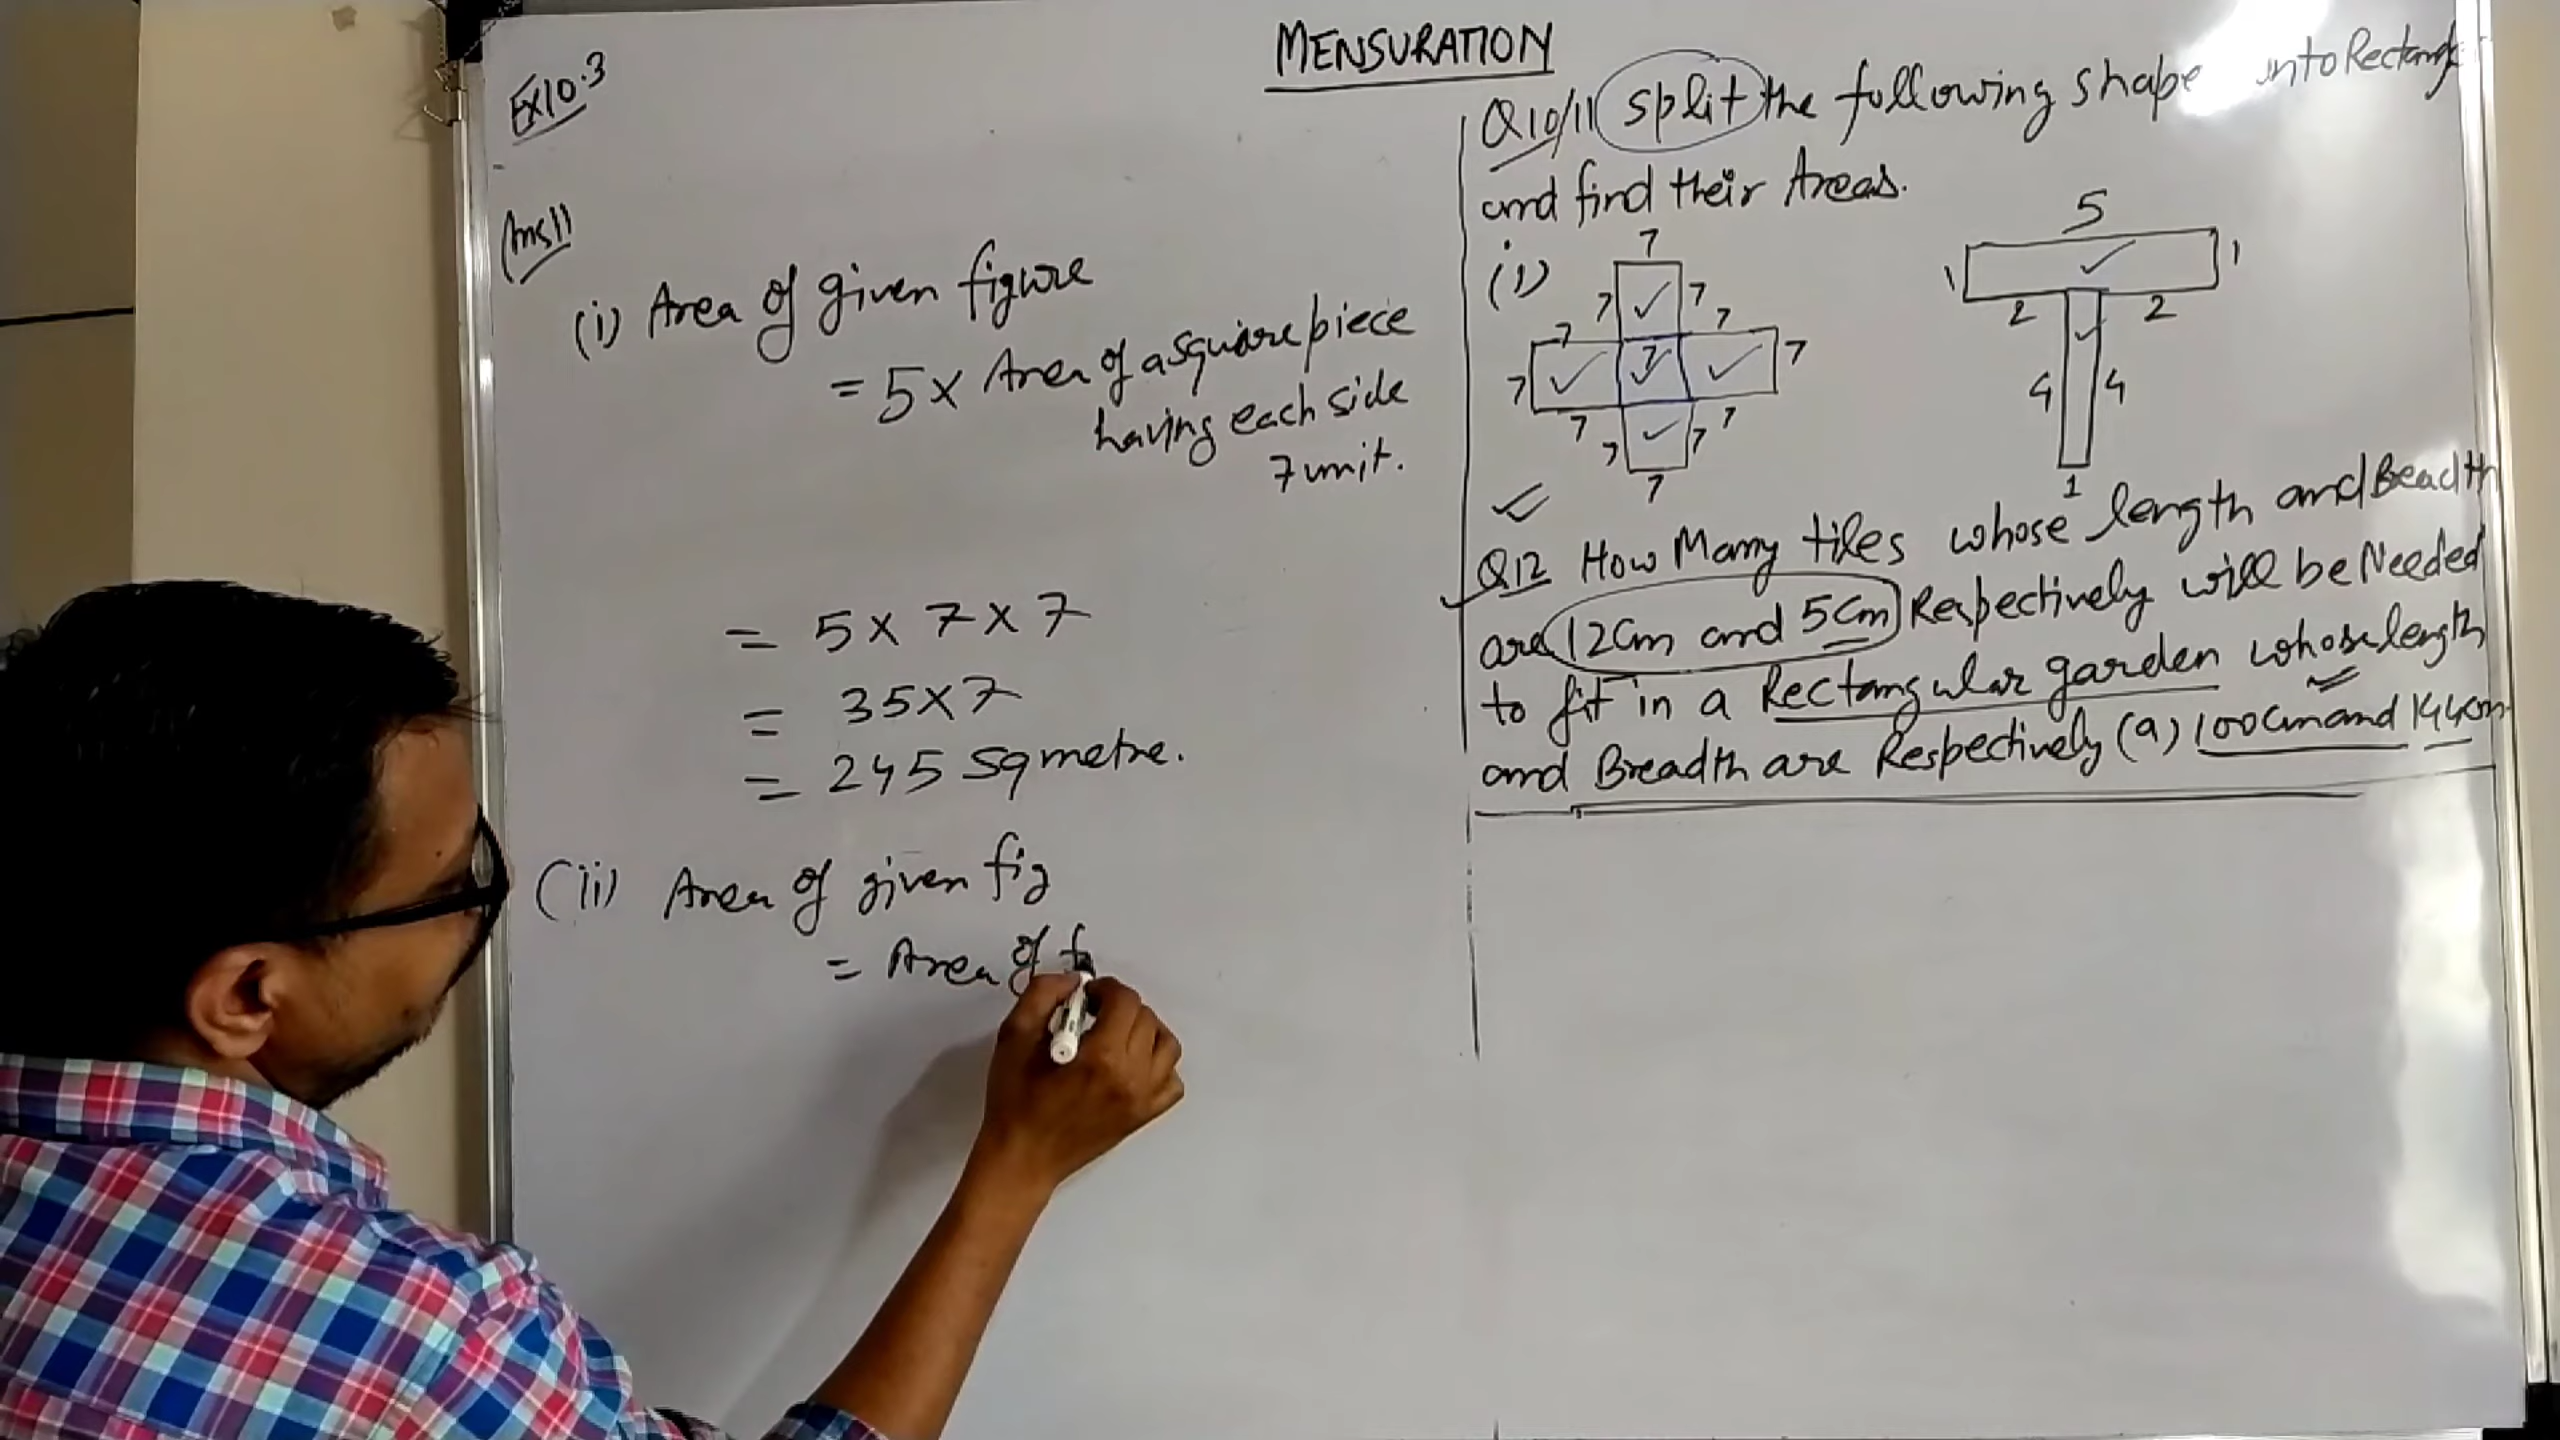 MENSURATION
Ex10.3
Ans11
(i) Area of given figure
= 5× Area of a square piece
having each side
7 unit.
= 5 × 7 × 7
= 35×7
= 245 Sq metre.
(ii) Area of given fig
= Area of f
Q10/11 split the following shape into Rectangle
and find their Areas.
(i)
7
7 7
7 7
7 7 7
7 7
7 7
7
5
1 1
2 2
4 4
1
Q12 How Many tiles whose length and Beadth
are 12Cm and 5Cm Respectively will be Needed
to fit in a Rectangular garden whose length
and Breadth are Respectively (a) 100Cm and 144cm